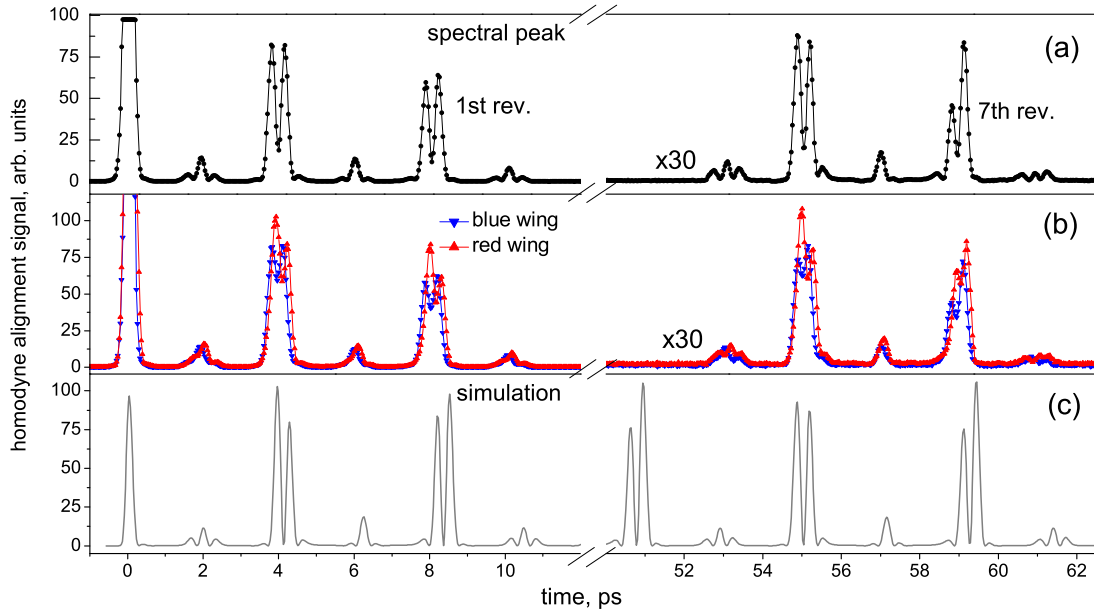 homodyne alignment signal, arb. units
100
75
50
25
0
spectral peak
1st rev.
x30
7th rev.
(a)
100
75
50
25
0
blue wing
red wing
x30
(b)
100
75
50
25
0
simulation
(c)
0 2 4 6 8 10 52 54 56 58 60 62
time, ps